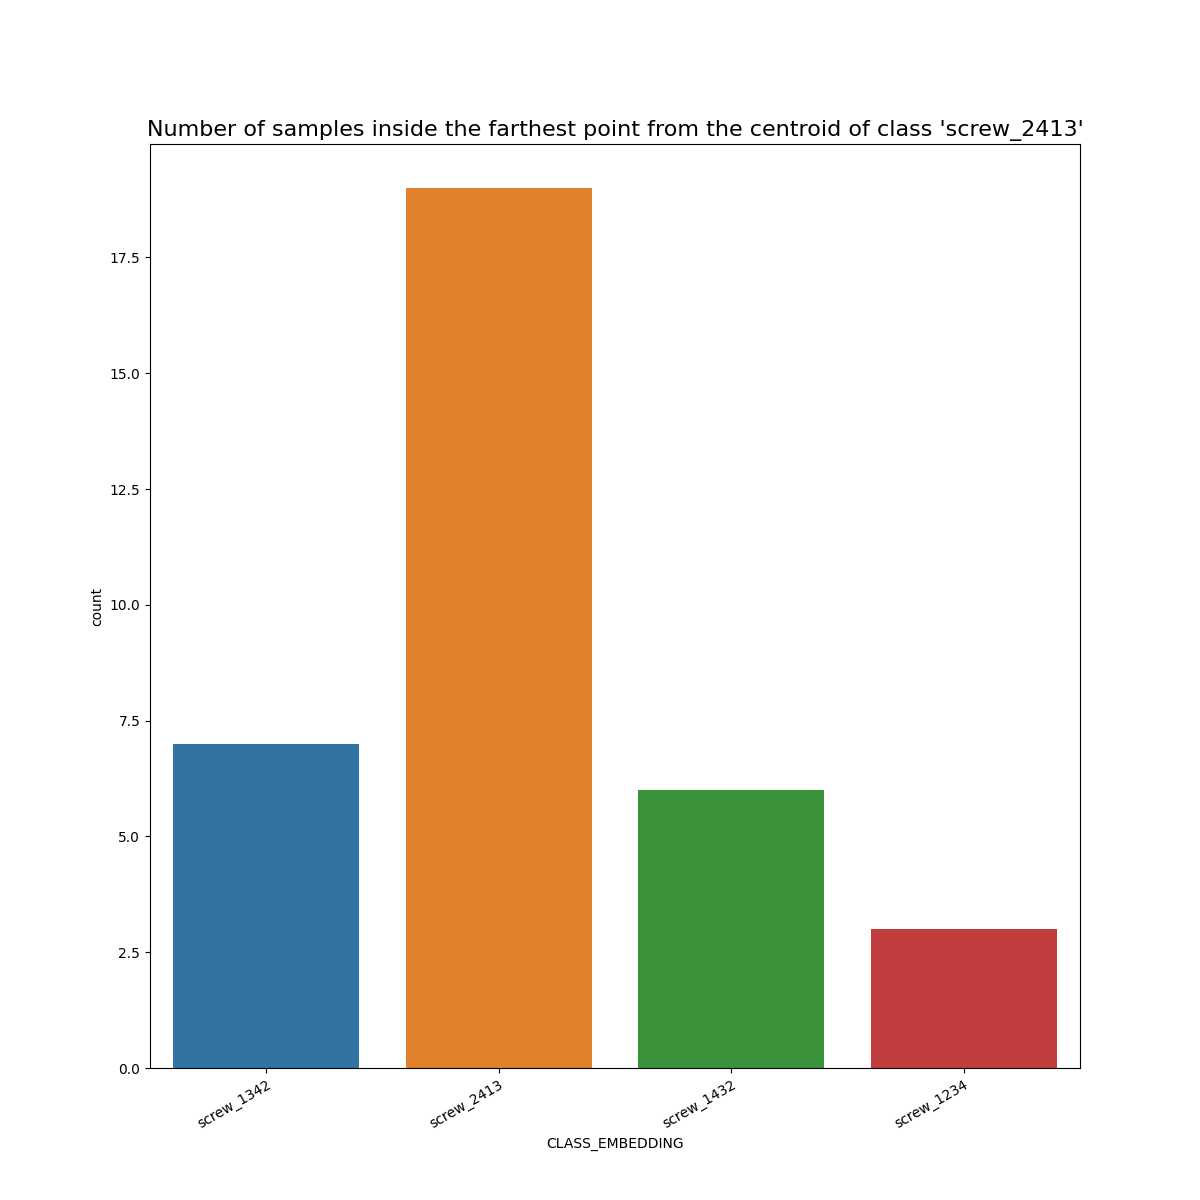 Number of samples inside the farthest point from the centroid of class 'screw_2413'
17.5
15.0
12.5
10.0
7.5
5.0
2.5
0.0
count
screw_1342
screw_2413
screw_1432
screw_1234
CLASS_EMBEDDING